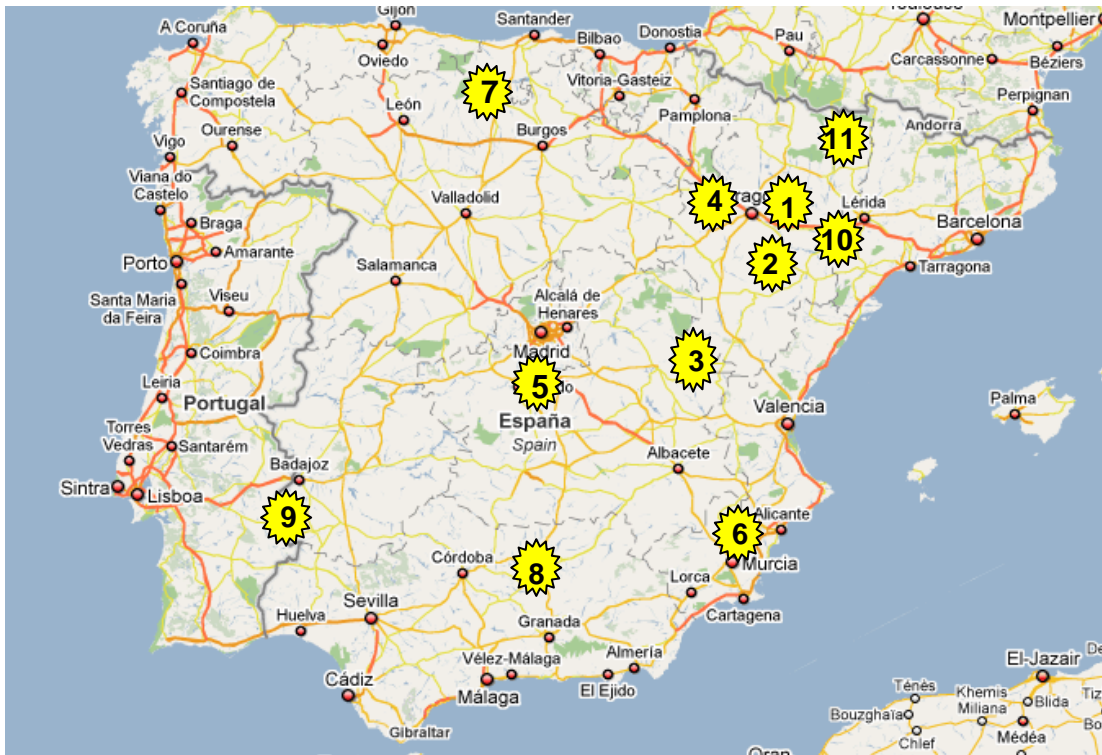 Gijón
A Coruña
Santander
Oviedo
Bilbao
Donostia
Pau
Toulouse
Montpellier
Carcassonne
Béziers
Vitoria-Gasteiz
Santiago de
Compostela
León
7
Burgos
Pamplona
Perpignan
Andorra
11
Ourense
Vigo
Viana do
Castelo
Braga
Valladolid
4
1
Lérida
Barcelona
10
Amarante
Porto
2
Tarragona
Salamanca
Santa Maria
da Feira
Viseu
Alcalá de
Henares
Madrid
3
Coimbra
5
Leiria
Portugal
España
Spain
Valencia
Palma
Torres
Vedras
Santarém
Badajoz
Albacete
Sintra
Lisboa
9
6
Alicante
Córdoba
8
Murcia
Lorca
Cartagena
Huelva
Sevilla
Granada
Vélez-Málaga
Almería
El Ejido
Cádiz
Málaga
Gibraltar
El-Jazair
Ténès
Khemis
Miliana
Blida
Bouzghaïa
Médéa
Chlef
Oran